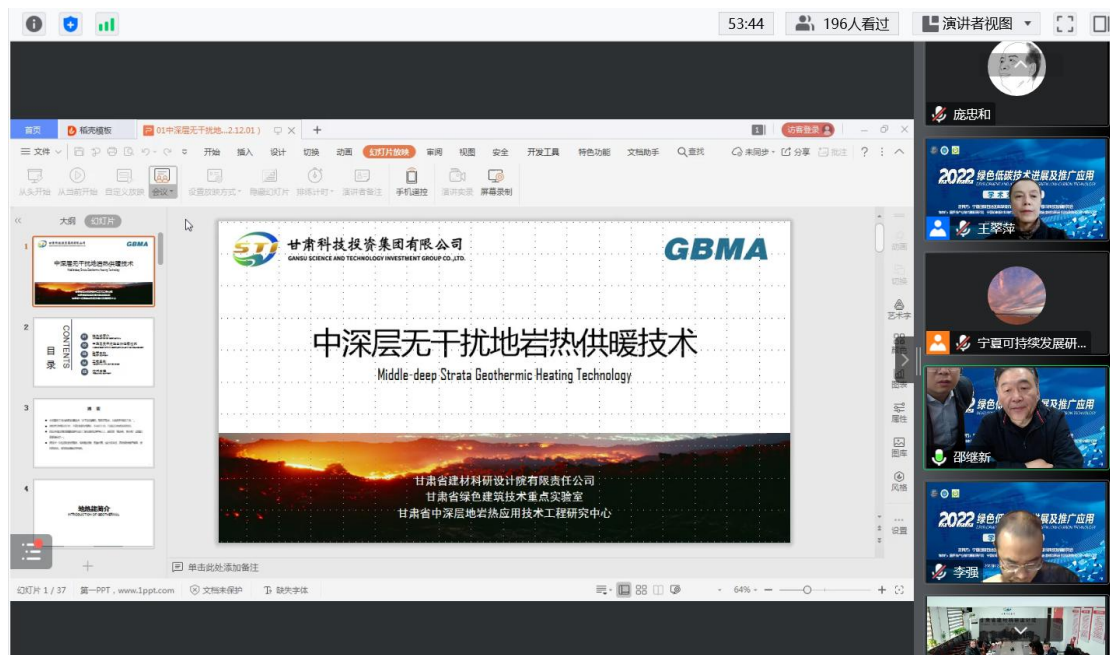 53:44
196人看过
演讲者视图
首页
稻壳模板
01中深层无干扰地...2.12.01）
1
访客登录
文件
开始
插入
设计
切换
动画
幻灯片放映
审阅
视图
安全
开发工具
特色功能
文档助手
查找
未同步
分享
批注
从头开始
从当前开始
自定义放映
会议
设置放映方式
隐藏幻灯片
排练计时
演讲者备注
手机遥控
演讲实录
屏幕录制
大纲
幻灯片
1
GBMA
中深层无干扰地岩热供暖技术
2
目录
CONTENTS
3
4
地热能简介
STI
甘肃科技投资集团有限公司
GANSU SCIENCE AND TECHNOLOGY INVESTMENT GROUP CO.,LTD.
GBMA
中深层无干扰地岩热供暖技术
Middle-deep Strata Geothermic Heating Technology
甘肃省建材科研设计院有限责任公司
甘肃省绿色建筑技术重点实验室
甘肃省中深层地岩热应用技术工程研究中心
动画
切换
艺术字
图表
属性
图库
风格
设置
单击此处添加备注
幻灯片 1 / 37
第一PPT，www.1ppt.com
文档未保护
缺失字体
64%
庞忠和
2022 绿色低碳技术进展及推广应用
王翠萍
宁夏可持续发展研...
邵继新
李强